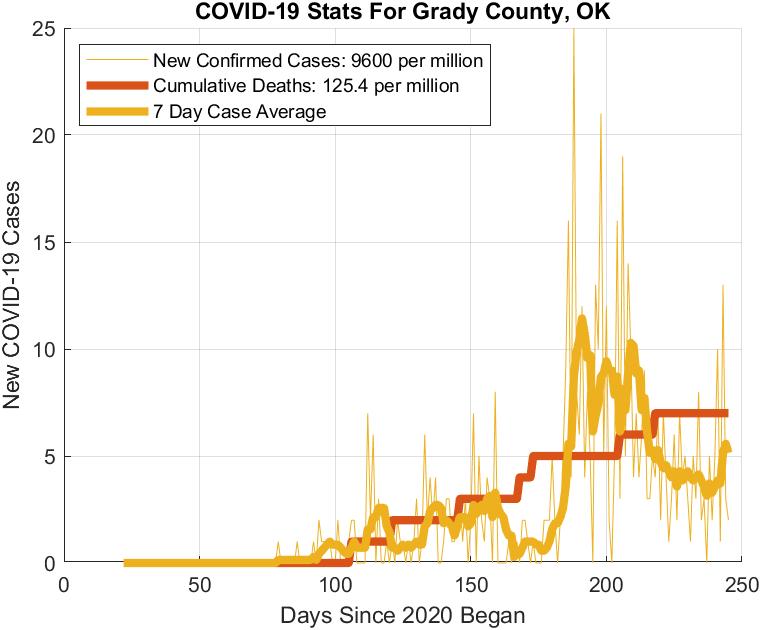 COVID-19 Stats For Grady County, OK
25
New Confirmed Cases: 9600 per million
Cumulative Deaths: 125.4 per million
7 Day Case Average
20
15
10
5
0
New COVID-19 Cases
0 50 100 150 200 250
Days Since 2020 Began